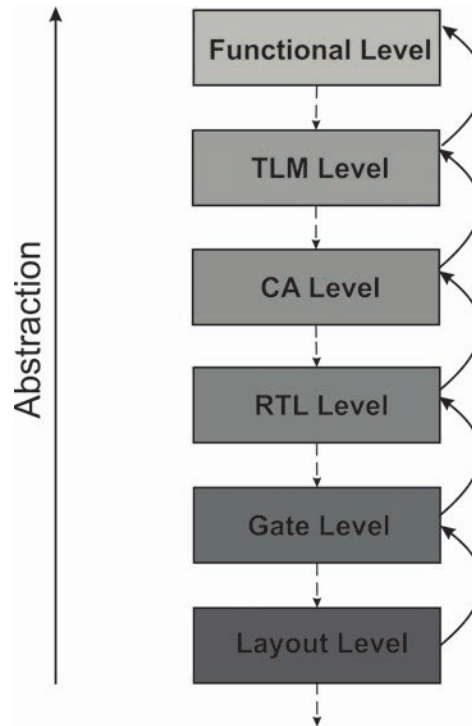 Abstraction
Functional Level
TLM Level
CA Level
RTL Level
Gate Level
Layout Level